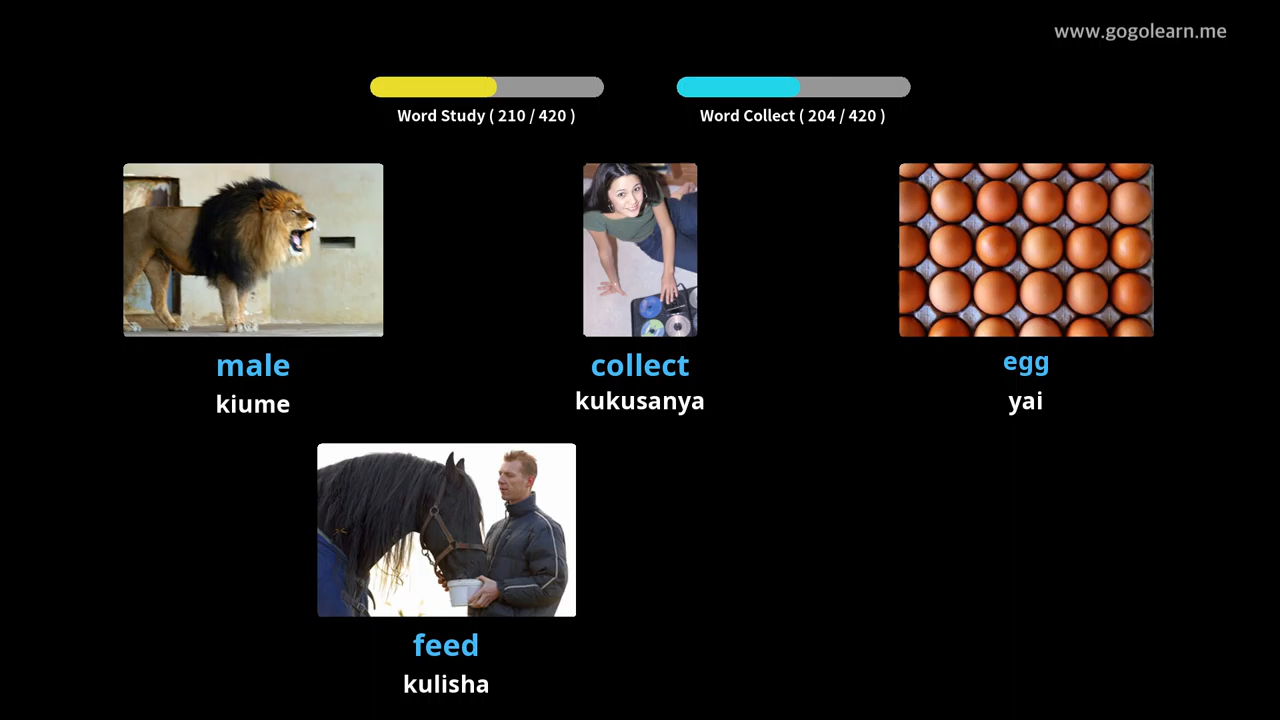 www.gogolearn.me
Word Study ( 210 / 420 )
Word Collect ( 204 / 420 )
male
kiume
collect
kukusanya
egg
yai
feed
kulisha